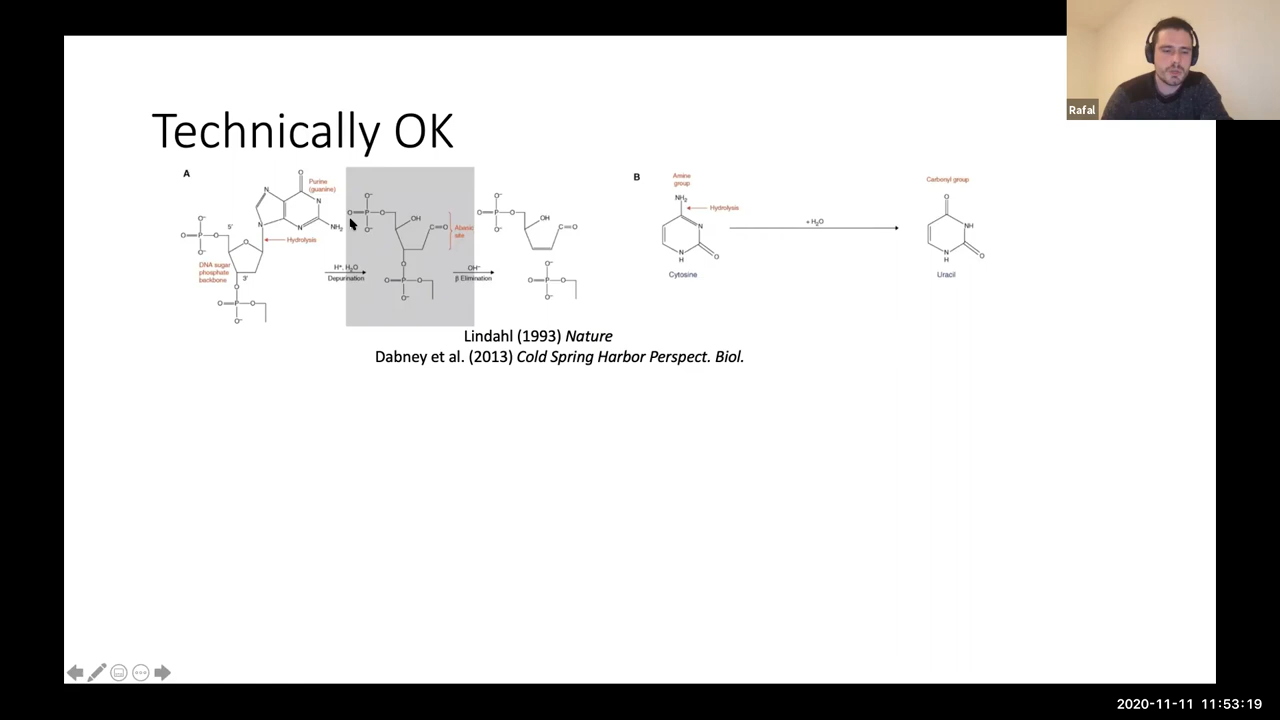 Rafal
Technically OK
A
Purine
(guanine)
Hydrolysis
DNA sugar
phosphate
backbone
5'
3'
H⁺, H₂O
Depurination
Abasic
site
OH⁻
β Elimination
B
Amine
group
NH₂
Hydrolysis
Cytosine
+ H₂O
Carbonyl group
Uracil
Lindahl (1993) Nature
Dabney et al. (2013) Cold Spring Harbor Perspect. Biol.
2020-11-11 11:53:19